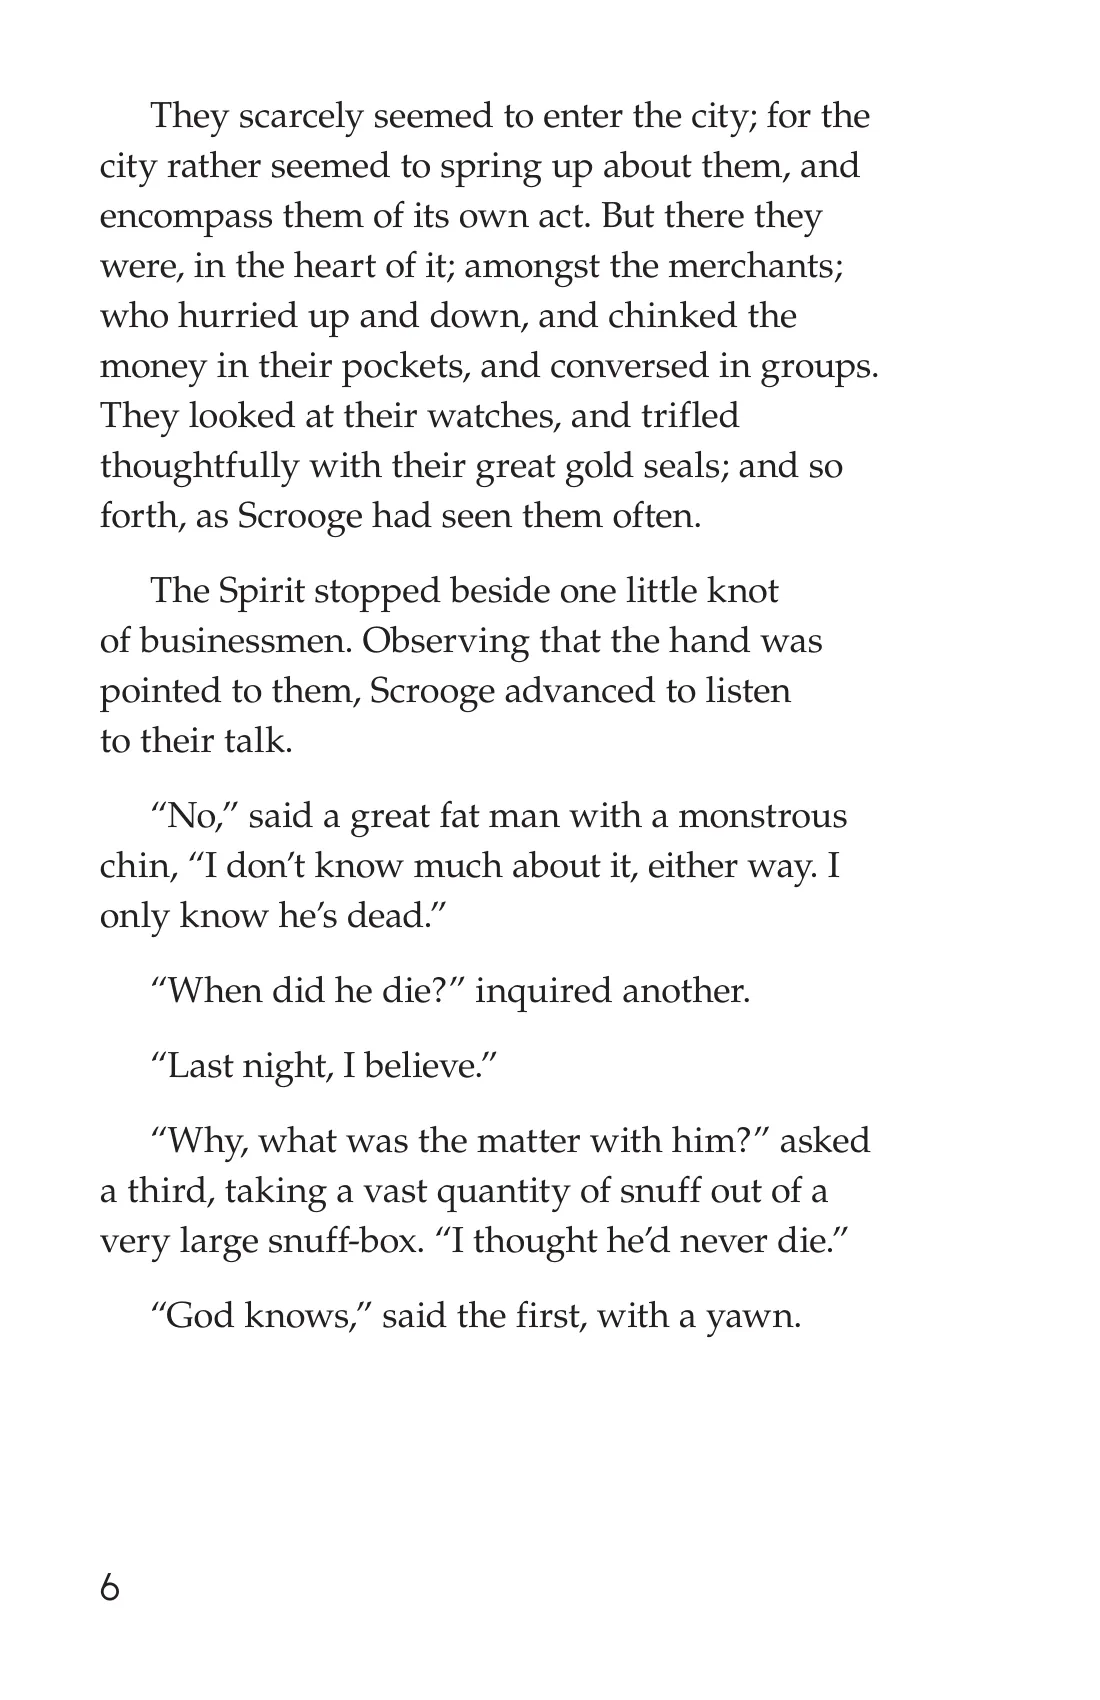 They scarcely seemed to enter the city; for the
city rather seemed to spring up about them, and
encompass them of its own act. But there they
were, in the heart of it; amongst the merchants;
who hurried up and down, and chinked the
money in their pockets, and conversed in groups.
They looked at their watches, and trifled
thoughtfully with their great gold seals; and so
forth, as Scrooge had seen them often.
The Spirit stopped beside one little knot
of businessmen. Observing that the hand was
pointed to them, Scrooge advanced to listen
to their talk.
“No,” said a great fat man with a monstrous
chin, “I don’t know much about it, either way. I
only know he’s dead.”
“When did he die?” inquired another.
“Last night, I believe.”
“Why, what was the matter with him?” asked
a third, taking a vast quantity of snuff out of a
very large snuff-box. “I thought he’d never die.”
“God knows,” said the first, with a yawn.
6